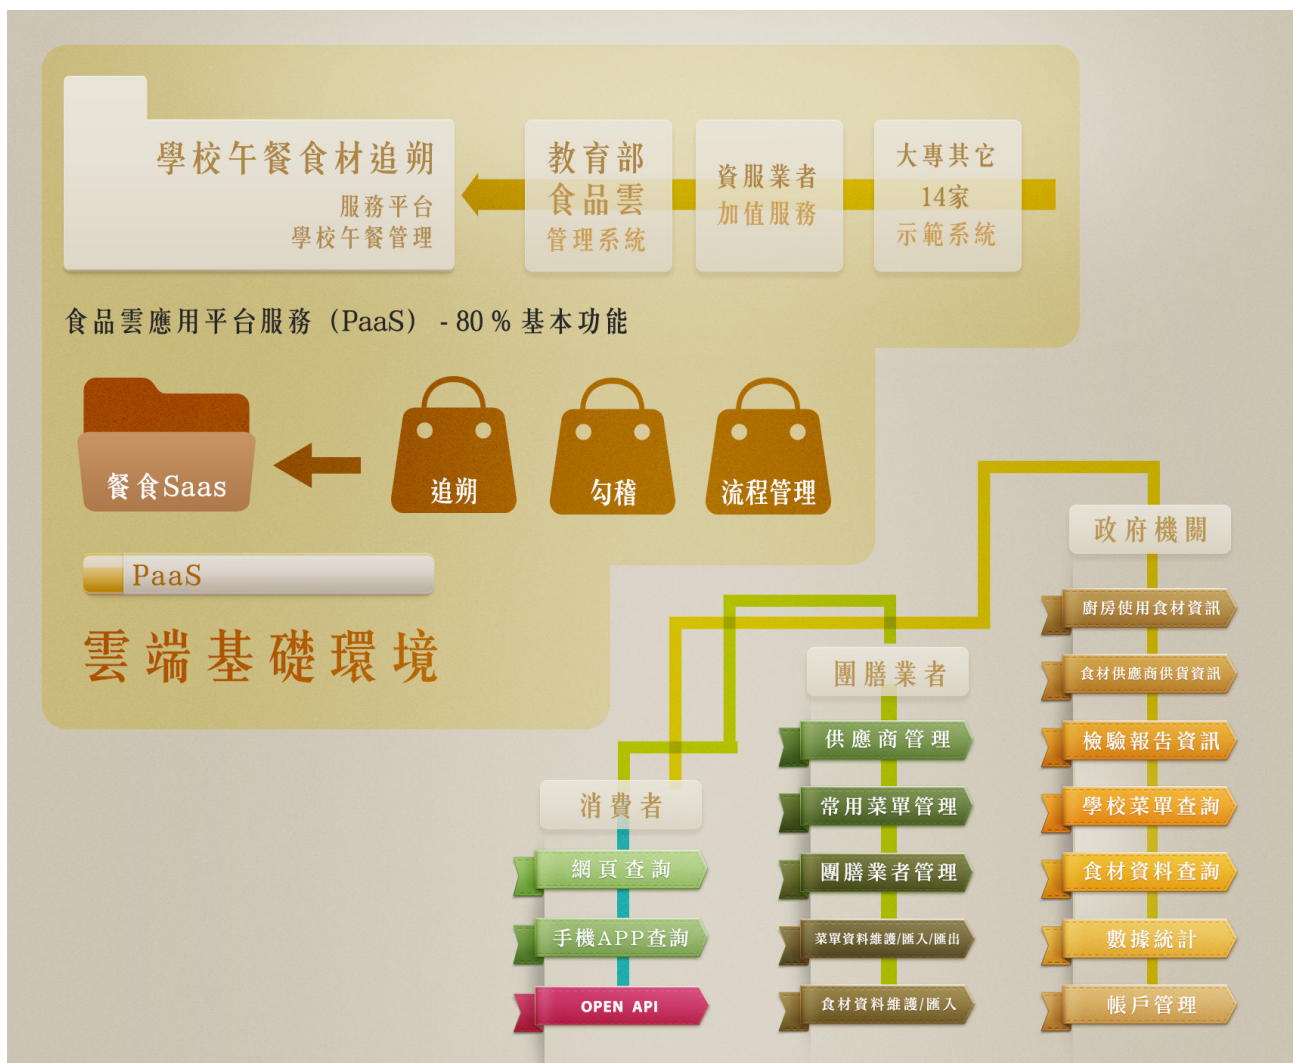 學校午餐食材追朔
服務平台
學校午餐管理
教育部
食品雲
管理系統
資服業者
加值服務
大專其它
14家
示範系統
食品雲應用平台服務（PaaS） - 80 % 基本功能
餐食Saas
追朔
勾稽
流程管理
PaaS
雲端基礎環境
消費者
網頁查詢
手機APP查詢
OPEN API
團膳業者
供應商管理
常用菜單管理
團膳業者管理
菜單資料維護/匯入/匯出
食材資料維護/匯入
政府機關
廚房使用食材資訊
食材供應商供貨資訊
檢驗報告資訊
學校菜單查詢
食材資料查詢
數據統計
帳戶管理